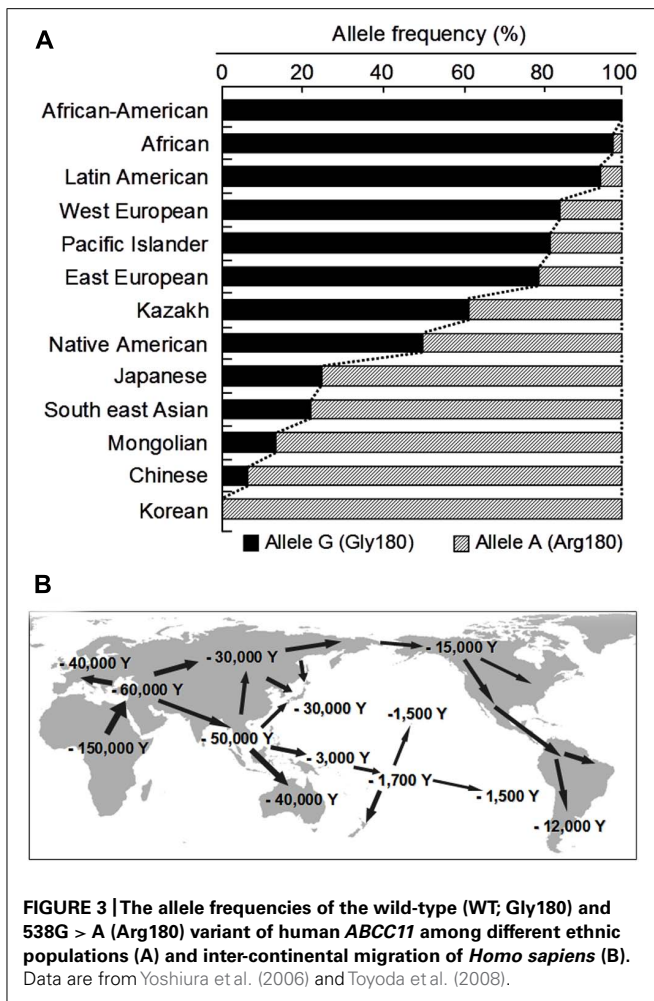 A
Allele frequency (%)
0 20 40 60 80 100
African-American
African
Latin American
West European
Pacific Islander
East European
Kazakh
Native American
Japanese
South east Asian
Mongolian
Chinese
Korean
Allele G (Gly180) Allele A (Arg180)
B
- 40,000 Y
- 60,000 Y
- 150,000 Y
- 30,000 Y
- 50,000 Y
- 30,000 Y
- 40,000 Y
- 3,000 Y
-1,500 Y
- 1,700 Y
- 1,500 Y
- 15,000 Y
- 12,000 Y
FIGURE 3 | The allele frequencies of the wild-type (WT; Gly180) and
538G > A (Arg180) variant of human ABCC11 among different ethnic
populations (A) and inter-continental migration of Homo sapiens (B).
Data are from Yoshiura et al. (2006) and Toyoda et al. (2008).